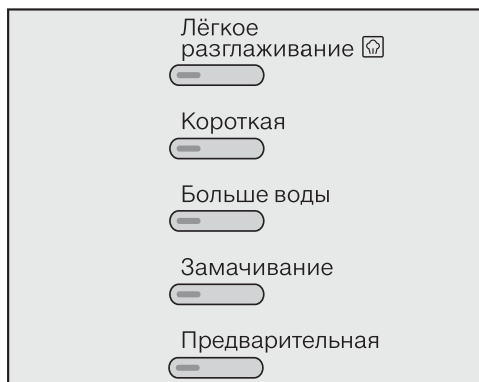 Лёгкое
разглаживание
Короткая
Больше воды
Замачивание
Предварительная